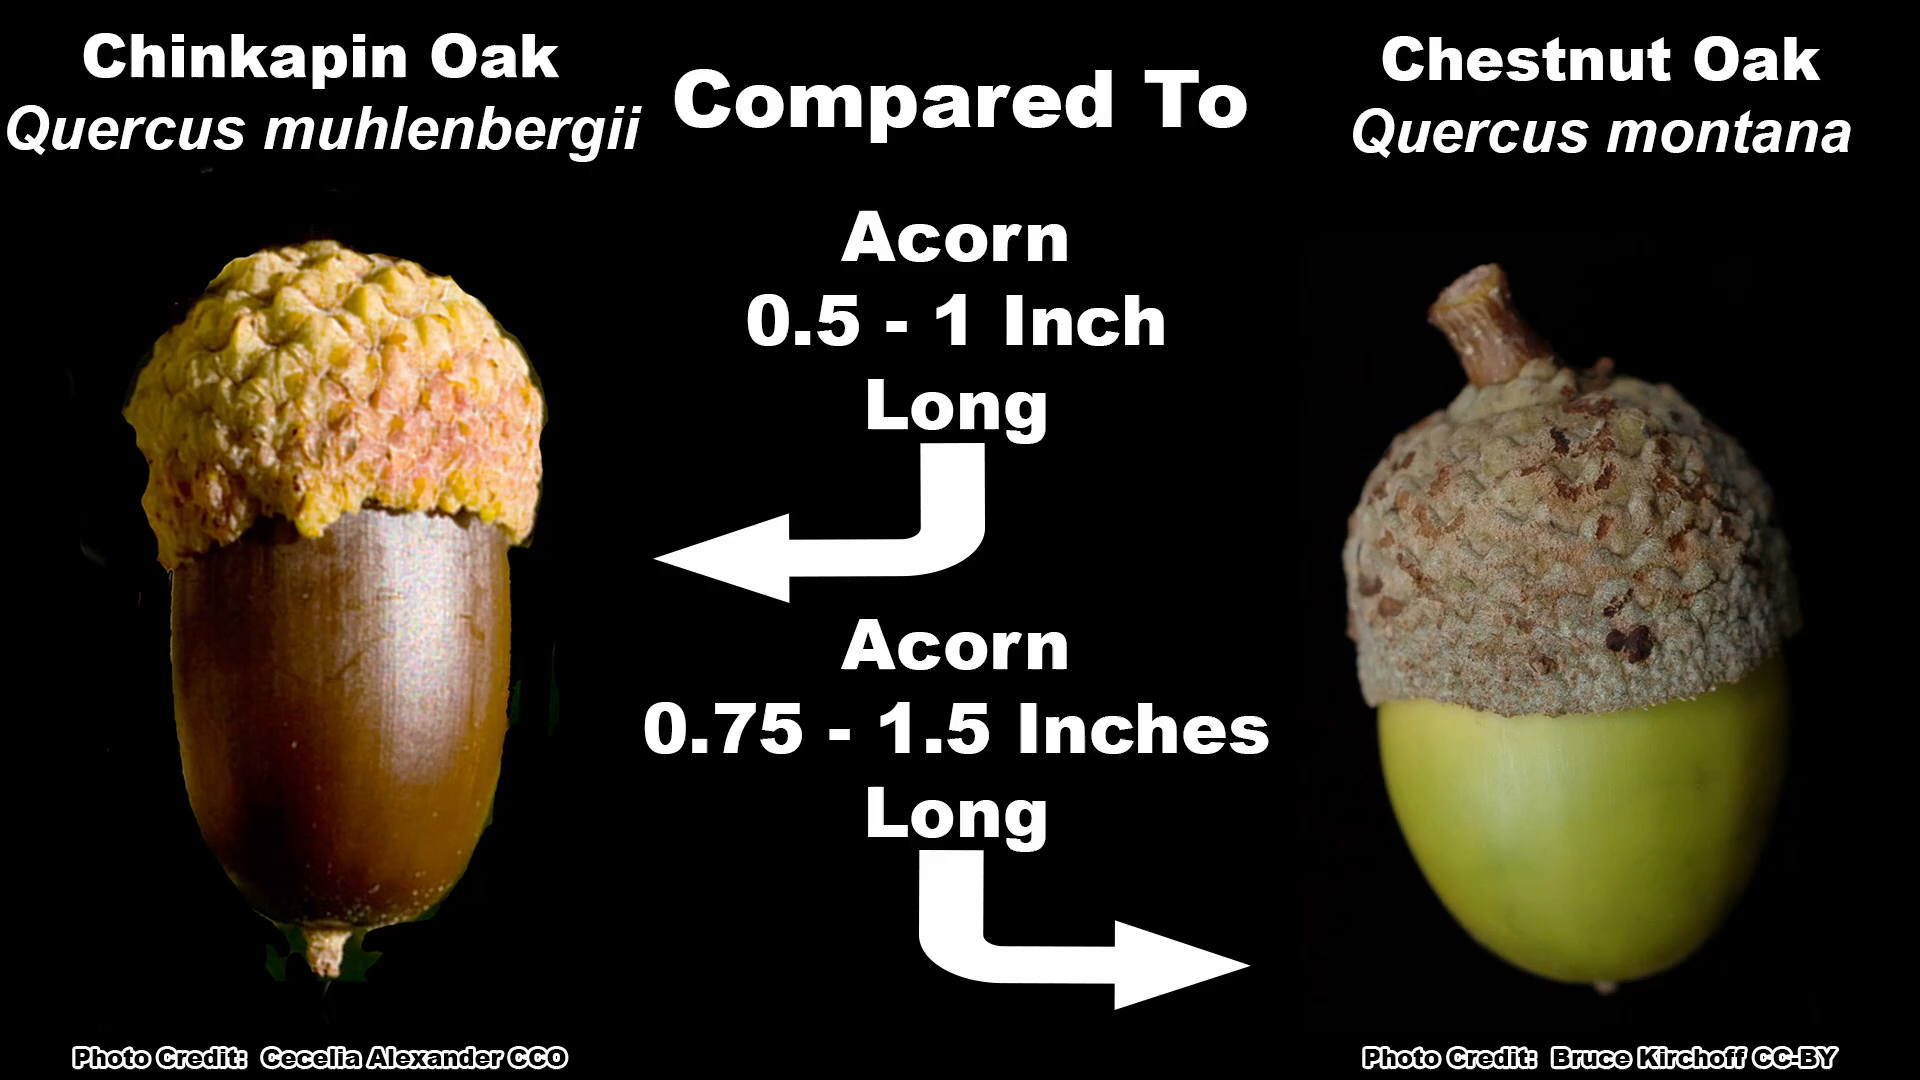 Chinkapin Oak
Quercus muhlenbergii
Compared To
Chestnut Oak
Quercus montana
Acorn
0.5 - 1 Inch
Long
Acorn
0.75 - 1.5 Inches
Long
Photo Credit: Cecelia Alexander CCO
Photo Credit: Bruce Kirchoff CC-BY